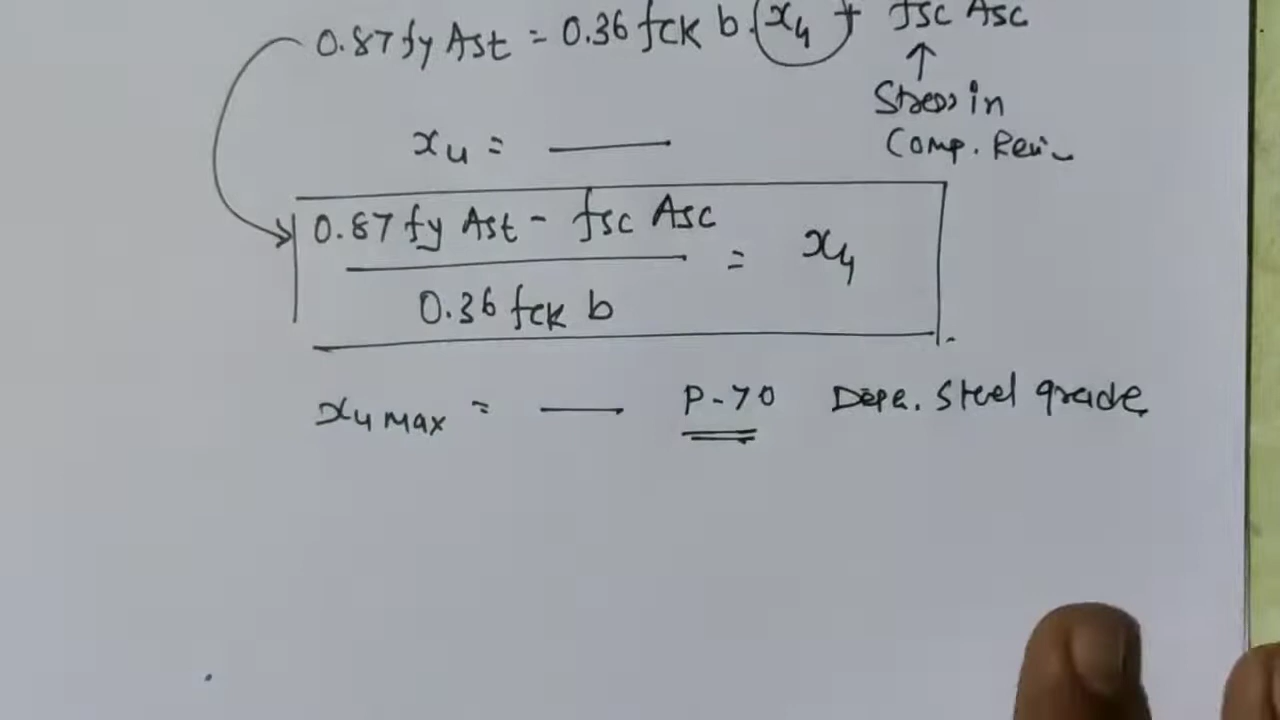 0.87 fy Ast = 0.36 fck b. xu + fsc Asc
Stress in
Comp. Rein
xu =
0.87 fy Ast - fsc Asc
= xu
0.36 fck b
xu max = P-70 Depe. Steel grade